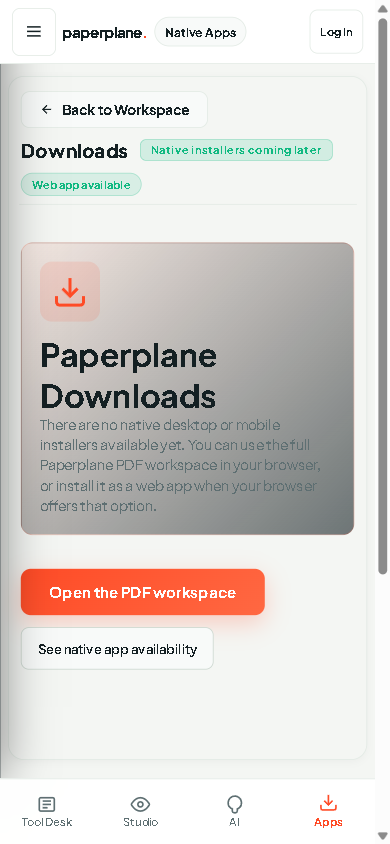 paperplane.
Native Apps
Log In
Back to Workspace
Downloads
Native installers coming later
Web app available
Paperplane
Downloads
There are no native desktop or mobile
installers available yet. You can use the full
Paperplane PDF workspace in your browser,
or install it as a web app when your browser
offers that option.
Open the PDF workspace
See native app availability
Tool Desk
Studio
AI
Apps